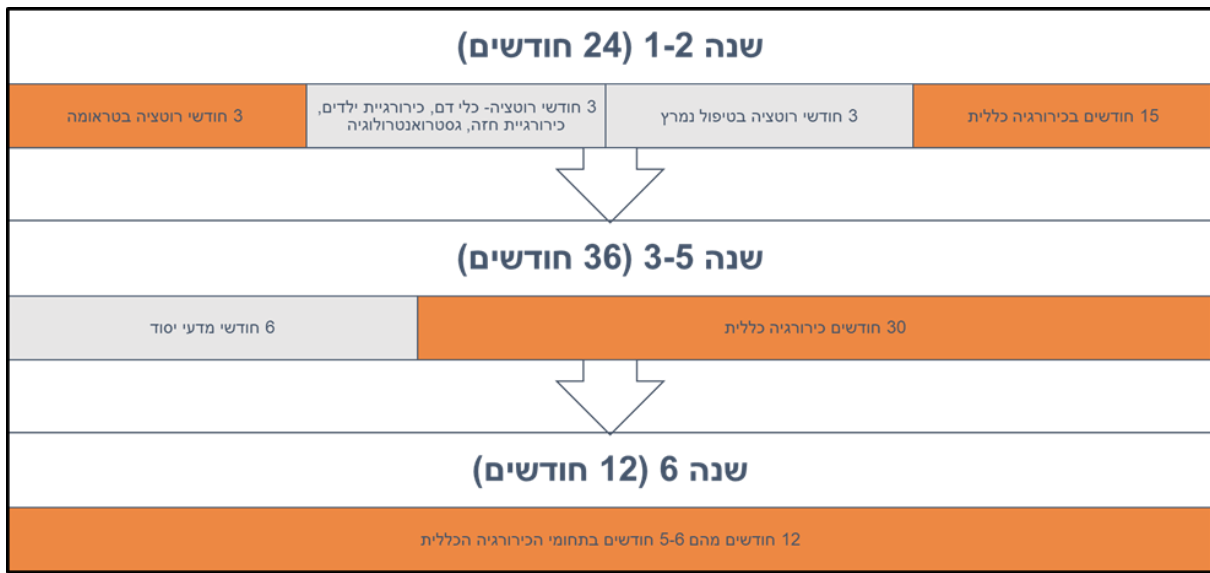 שנה 1-2 (24 חודשים)
15 חודשים בכירורגיה כללית
3 חודשי רוטציה בטיפול נמרץ
3 חודשי רוטציה- כלי דם, כירורגיית ילדים,
כירורגיית חזה, גסטרואנטרולוגיה
3 חודשי רוטציה בטראומה
שנה 3-5 (36 חודשים)
30 חודשים כירורגיה כללית
6 חודשי מדעי יסוד
שנה 6 (12 חודשים)
12 חודשים מהם 5-6 חודשים בתחומי הכירורגיה הכללית